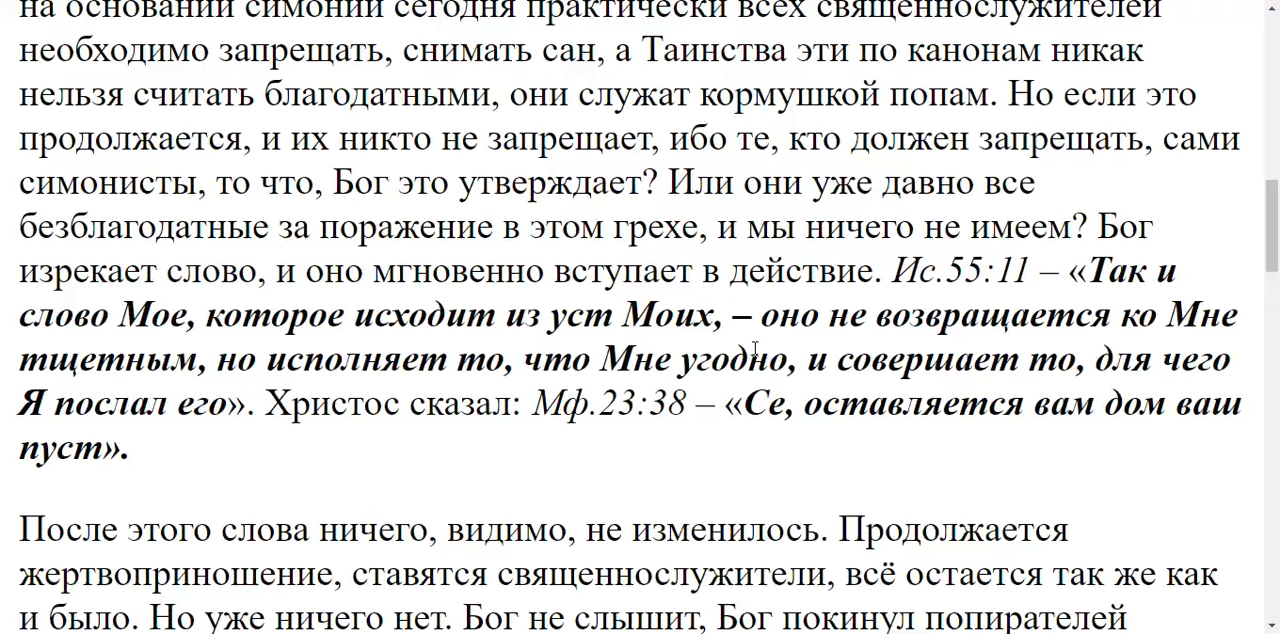 на основании симонии сегодня практически всех священнослужителей
необходимо запрещать, снимать сан, а Таинства эти по канонам никак
нельзя считать благодатными, они служат кормушкой попам. Но если это
продолжается, и их никто не запрещает, ибо те, кто должен запрещать, сами
симонисты, то что, Бог это утверждает? Или они уже давно все
безблагодатные за поражение в этом грехе, и мы ничего не имеем? Бог
изрекает слово, и оно мгновенно вступает в действие. Ис.55:11 – «Так и
слово Мое, которое исходит из уст Моих, – оно не возвращается ко Мне
тщетным, но исполняет то, что Мне угодно, и совершает то, для чего
Я послал его». Христос сказал: Мф.23:38 – «Се, оставляется вам дом ваш
пуст».
После этого слова ничего, видимо, не изменилось. Продолжается
жертвоприношение, ставятся священнослужители, всё остается так же как
и было. Но уже ничего нет. Бог не слышит, Бог покинул попирателей